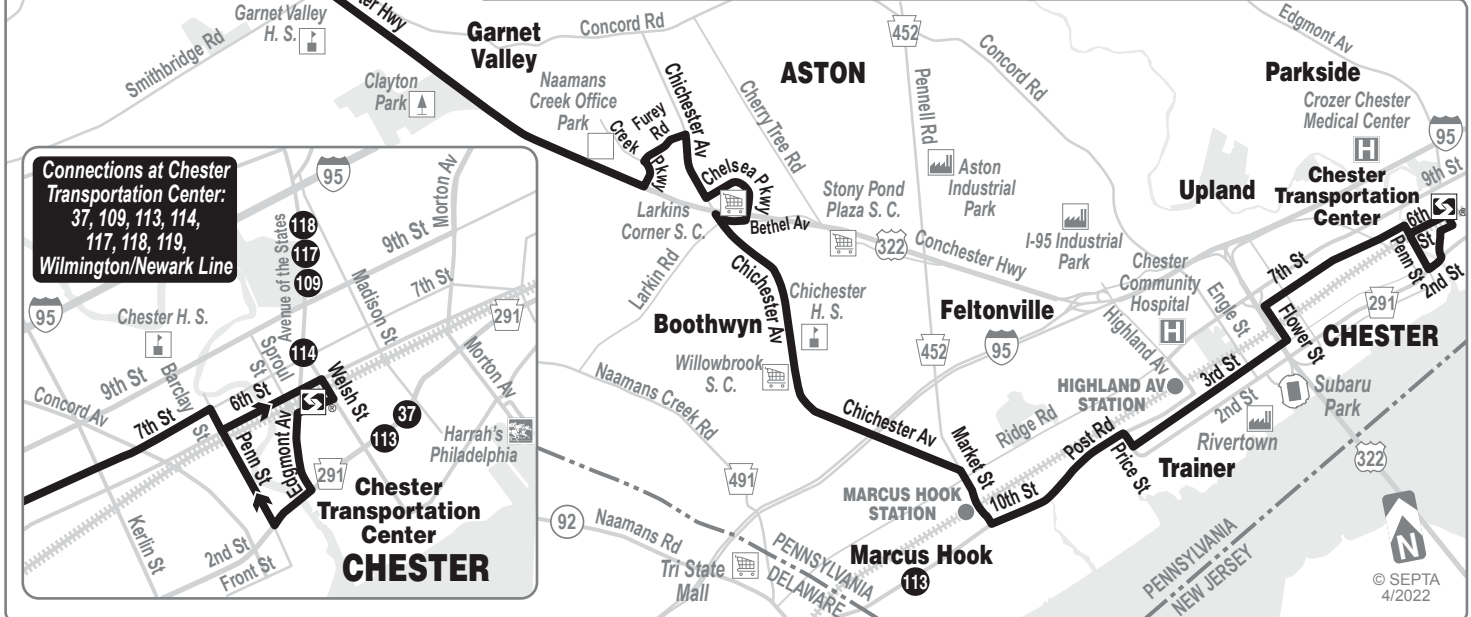 ter Hwy
Garnet Valley
H. S.
Smithbridge Rd
Garnet
Valley
Concord Rd
452
Concord Rd
Edgmont Av
Clayton
Park
Naamans
Creek Office
Park
Creek
Pkwy
Furey
Rd
Chichester Av
Cherry Tree Rd
ASTON
Pennell Rd
Parkside
Crozer Chester
Medical Center
H
95
9th St
Aston
Industrial
Park
Chelsea Pkwy
Bethel Av
Stony Pond
Plaza S. C.
322
Conchester Hwy
I-95 Industrial
Park
Upland
Chester
Transportation
Center
6th
St
®
Penn St
2nd St
Larkins
Corner S. C.
Larkin Rd
Chichester Av
Chichester
H. S.
Boothwyn
Willowbrook
S. C.
Feltonville
452
95
Chester
Community
Hospital
H
Highland Av
Engle St
7th St
291
Flower St
CHESTER
HIGHLAND AV
STATION
3rd St
2nd St
Subaru
Park
Rivertown
Naamans Creek Rd
Chichester Av
Market St
Ridge Rd
Post Rd
Price St
Trainer
322
491
MARCUS HOOK
STATION
10th St
92
Naamans Rd
Tri State
Mall
PENNSYLVANIA
DELAWARE
Marcus Hook
113
PENNSYLVANIA
NEW JERSEY
N
© SEPTA
4/2022
Connections at Chester
Transportation Center:
37, 109, 113, 114,
117, 118, 119,
Wilmington/Newark Line
95
Morton Av
Avenue of the States
118
117
109
9th St
7th St
Madison St
291
95
Chester H. S.
114
Sproul
St
Barclay
St
9th St
Concord Av
7th St
6th St
Welsh St
®
Morton Av
37
113
Penn St
Edgmont Av
291
Harrah's
Philadelphia
Chester
Transportation
Center
CHESTER
Kerlin St
2nd St
Front St